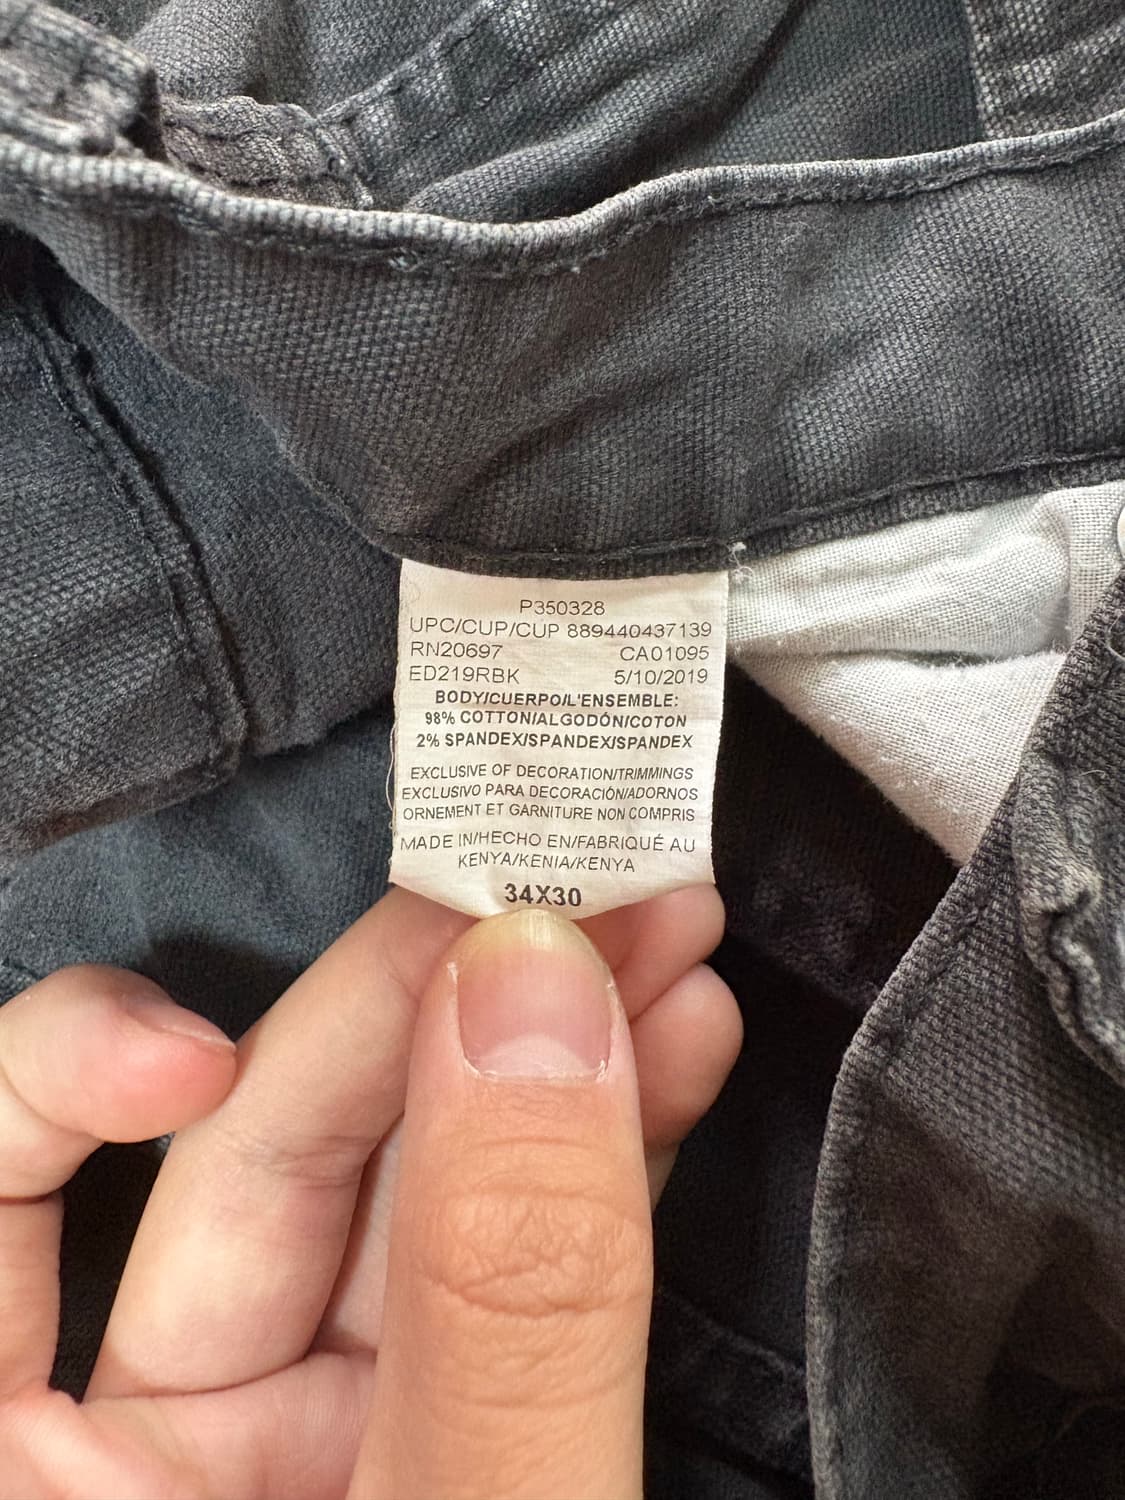 P350328
UPC/CUP/CUP 889440437139
RN20697 CA01095
ED219RBK 5/10/2019
BODY/CUERPO/L'ENSEMBLE:
98% COTTON/ALGODÓN/COTON
2% SPANDEX/SPANDEX/SPANDEX
EXCLUSIVE OF DECORATION/TRIMMINGS
EXCLUSIVO PARA DECORACIÓN/ADORNOS
ORNEMENT ET GARNITURE NON COMPRIS
MADE IN/HECHO EN/FABRIQUÉ AU
KENYA/KENIA/KENYA
34X30